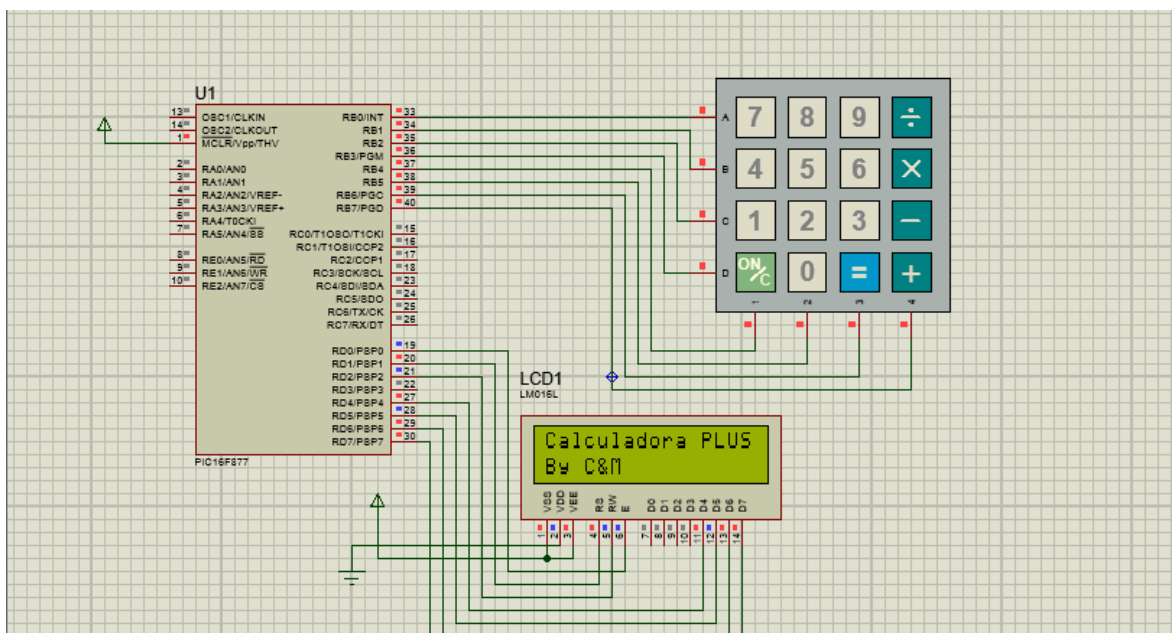 U1
13 OSC1/CLKIN RB0/INT 33
14 OSC2/CLKOUT RB1 34
1 MCLR/Vpp/THV RB2 35
RB3/PGM 36
2 RA0/AN0 RB4 37
3 RA1/AN1 RB5 38
4 RA2/AN2/VREF- RB6/PGC 39
5 RA3/AN3/VREF+ RB7/PGD 40
6 RA4/T0CKI
7 RA5/AN4/SS RC0/T1OSO/T1CKI 15
RC1/T1OSI/CCP2 16
8 RE0/AN5/RD RC2/CCP1 17
9 RE1/AN6/WR RC3/SCK/SCL 18
10 RE2/AN7/CS RC4/SDI/SDA 23
RC5/SDO 24
RC6/TX/CK 25
RC7/RX/DT 26
RD0/PSP0 19
RD1/PSP1 20
RD2/PSP2 21
RD3/PSP3 22
RD4/PSP4 27
RD5/PSP5 28
RD6/PSP6 29
RD7/PSP7 30
PIC16F877
A 7 8 9 ÷
B 4 5 6 ×
C 1 2 3 −
D ON/C 0 = +
1 2 3 4
LCD1
LM016L
Calculadora PLUS
By C&M
VSS VDD VEE RS RW E D0 D1 D2 D3 D4 D5 D6 D7
1 2 3 4 5 6 7 8 9 10 11 12 13 14